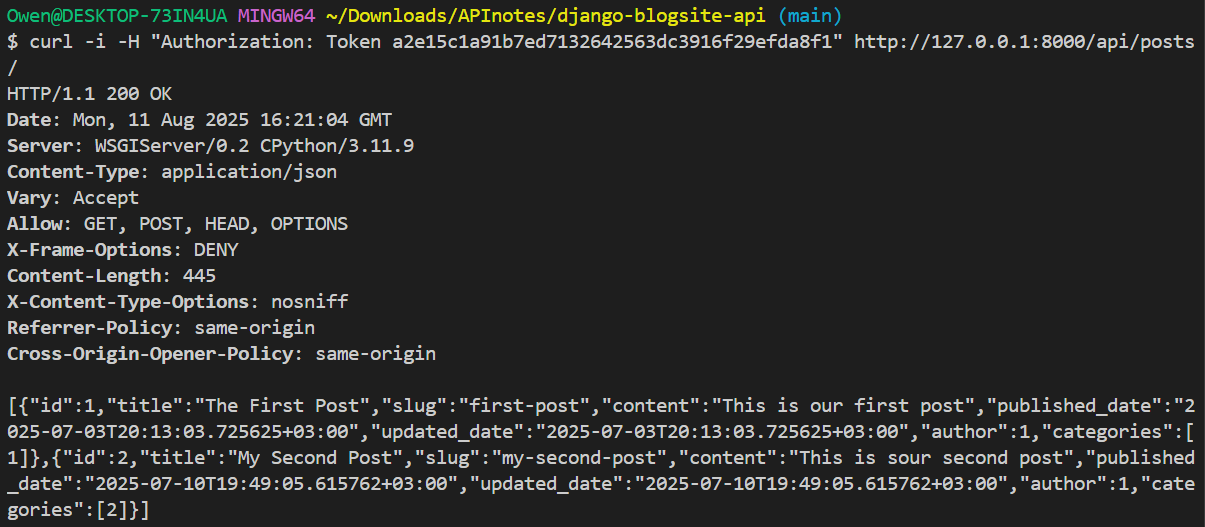 Owen@DESKTOP-73IN4UA MINGW64 ~/Downloads/APInotes/django-blogsite-api (main)
$ curl -i -H "Authorization: Token a2e15c1a91b7ed7132642563dc3916f29efda8f1" http://127.0.0.1:8000/api/posts
/
HTTP/1.1 200 OK
Date: Mon, 11 Aug 2025 16:21:04 GMT
Server: WSGIServer/0.2 CPython/3.11.9
Content-Type: application/json
Vary: Accept
Allow: GET, POST, HEAD, OPTIONS
X-Frame-Options: DENY
Content-Length: 445
X-Content-Type-Options: nosniff
Referrer-Policy: same-origin
Cross-Origin-Opener-Policy: same-origin

[{"id":1,"title":"The First Post","slug":"first-post","content":"This is our first post","published_date":"2
025-07-03T20:13:03.725625+03:00","updated_date":"2025-07-03T20:13:03.725625+03:00","author":1,"categories":[
1]},{"id":2,"title":"My Second Post","slug":"my-second-post","content":"This is sour second post","published
_date":"2025-07-10T19:49:05.615762+03:00","updated_date":"2025-07-10T19:49:05.615762+03:00","author":1,"cate
gories":[2]}]